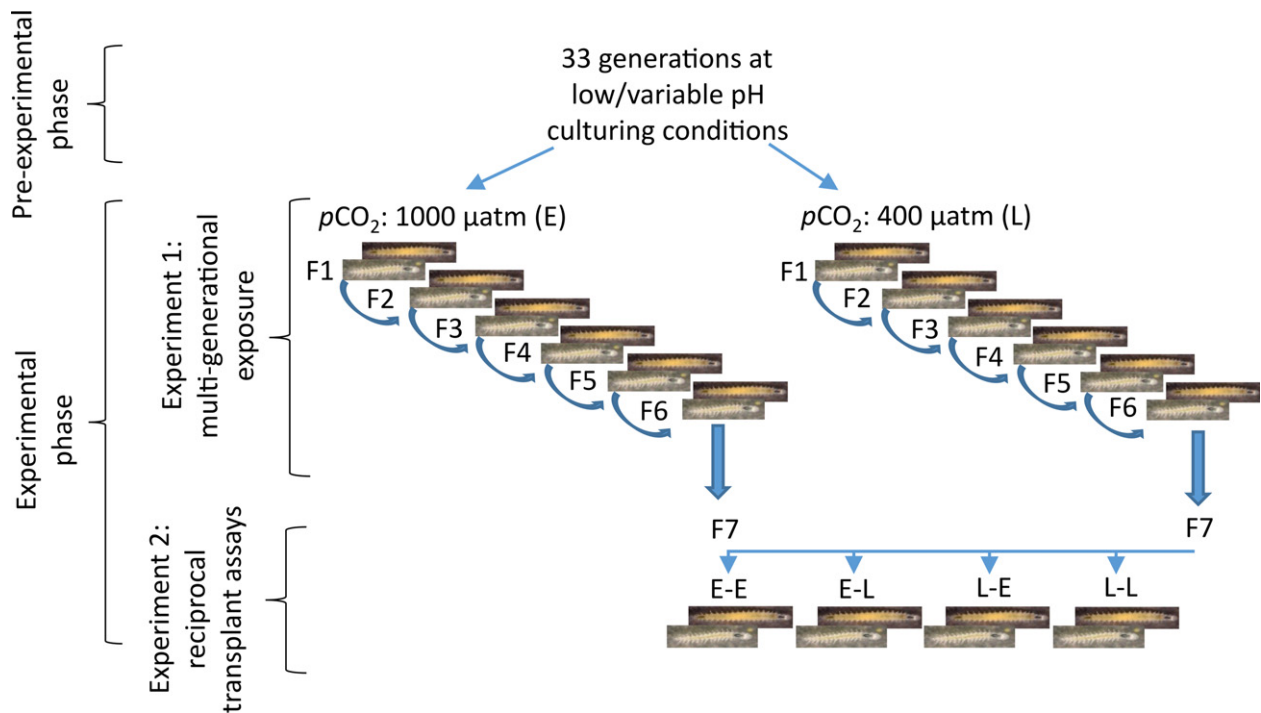 Pre-experimental
phase
33 generations at
low/variable pH
culturing conditions
Experimental
phase
Experiment 1:
multi-generational
exposure
pCO₂: 1000 µatm (E)
F1
F2
F3
F4
F5
F6
pCO₂: 400 µatm (L)
F1
F2
F3
F4
F5
F6
Experiment 2:
reciprocal
transplant assays
F7
F7
E-E
E-L
L-E
L-L